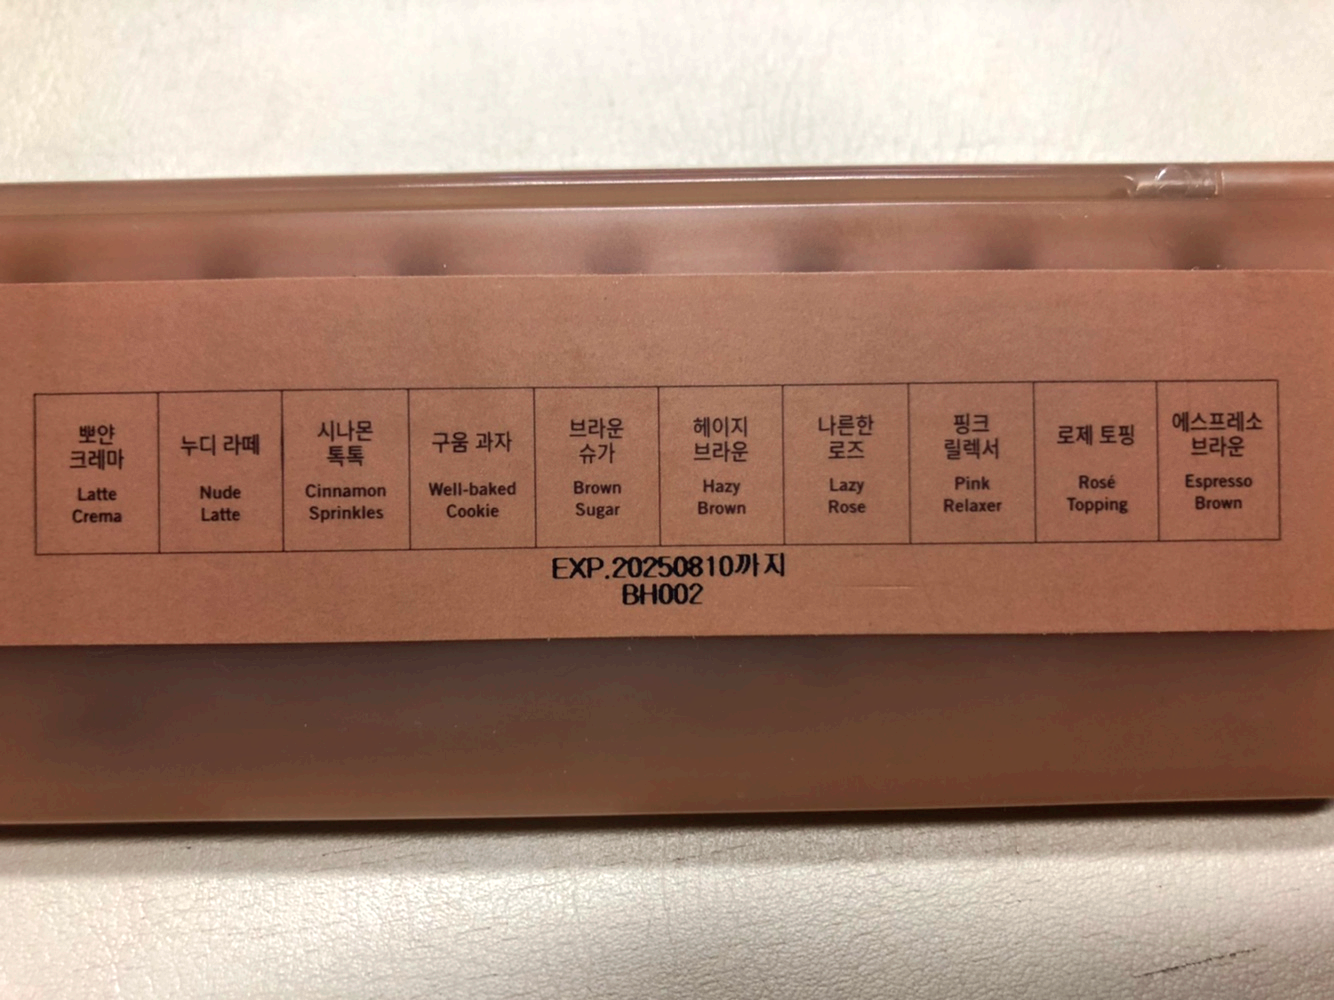 뽀얀
크레마
Latte
Crema
누디 라떼
Nude
Latte
시나몬
톡톡
Cinnamon
Sprinkles
구움 과자
Well-baked
Cookie
브라운
슈가
Brown
Sugar
헤이지
브라운
Hazy
Brown
나른한
로즈
Lazy
Rose
핑크
릴렉서
Pink
Relaxer
로제 토핑
Rosé
Topping
에스프레소
브라운
Espresso
Brown
EXP.20250810까지
BH002